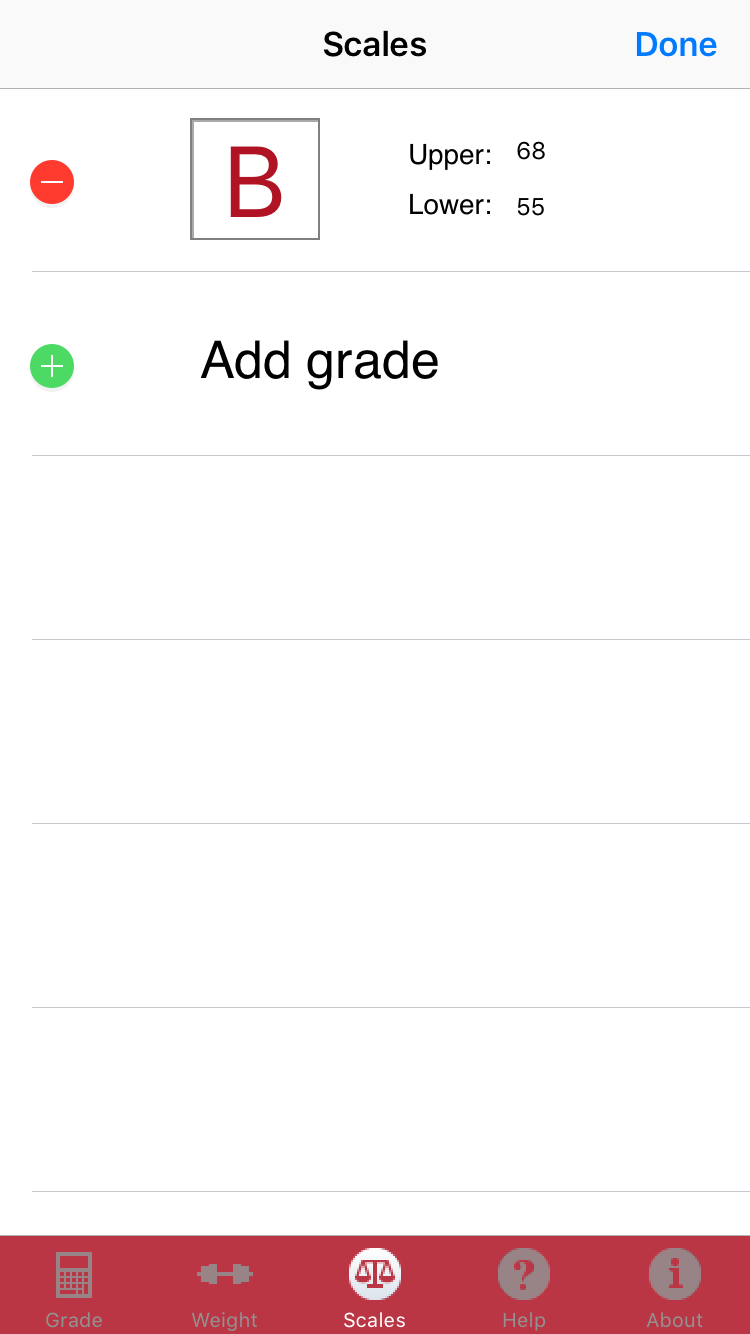 Scales Done
B
Upper: 68
Lower: 55
Add grade
Grade Weight Scales Help About